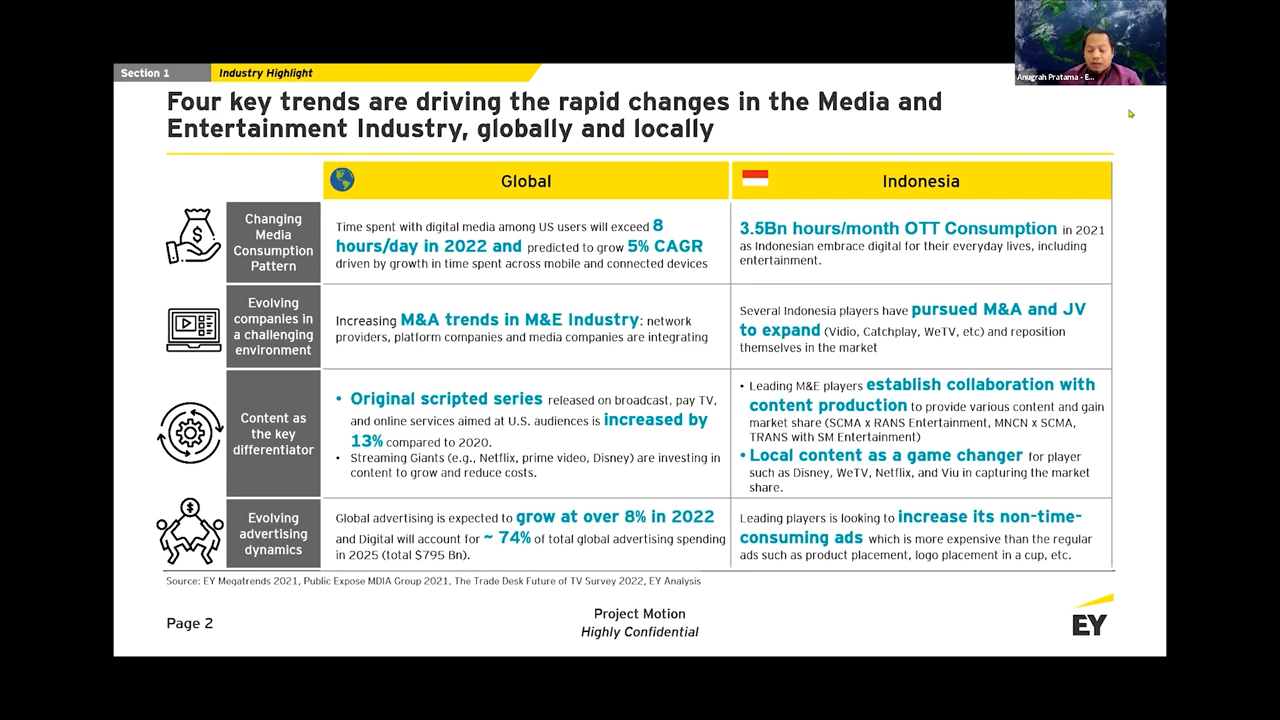 Anugrah Pratama - E...
Section 1
Industry Highlight
Four key trends are driving the rapid changes in the Media and
Entertainment Industry, globally and locally
Global
Indonesia
Changing
Media
Consumption
Pattern
Time spent with digital media among US users will exceed 8
hours/day in 2022 and predicted to grow 5% CAGR
driven by growth in time spent across mobile and connected devices
3.5Bn hours/month OTT Consumption in 2021
as Indonesian embrace digital for their everyday lives, including
entertainment.
Evolving
companies in
a challenging
environment
Increasing M&A trends in M&E Industry: network
providers, platform companies and media companies are integrating
Several Indonesia players have pursued M&A and JV
to expand (Vidio, Catchplay, WeTV, etc) and reposition
themselves in the market
Content as
the key
differentiator
• Original scripted series released on broadcast, pay TV,
and online services aimed at U.S. audiences is increased by
13% compared to 2020.
• Streaming Giants (e.g., Netflix, prime video, Disney) are investing in
content to grow and reduce costs.
• Leading M&E players establish collaboration with
content production to provide various content and gain
market share (SCMA x RANS Entertainment, MNCN x SCMA,
TRANS with SM Entertainment)
• Local content as a game changer for player
such as Disney, WeTV, Netflix, and Viu in capturing the market
share.
Evolving
advertising
dynamics
Global advertising is expected to grow at over 8% in 2022
and Digital will account for ~ 74% of total global advertising spending
in 2025 (total $795 Bn).
Leading players is looking to increase its non-time-
consuming ads which is more expensive than the regular
ads such as product placement, logo placement in a cup, etc.
Source: EY Megatrends 2021, Public Expose MDIA Group 2021, The Trade Desk Future of TV Survey 2022, EY Analysis
Page 2
Project Motion
Highly Confidential
EY